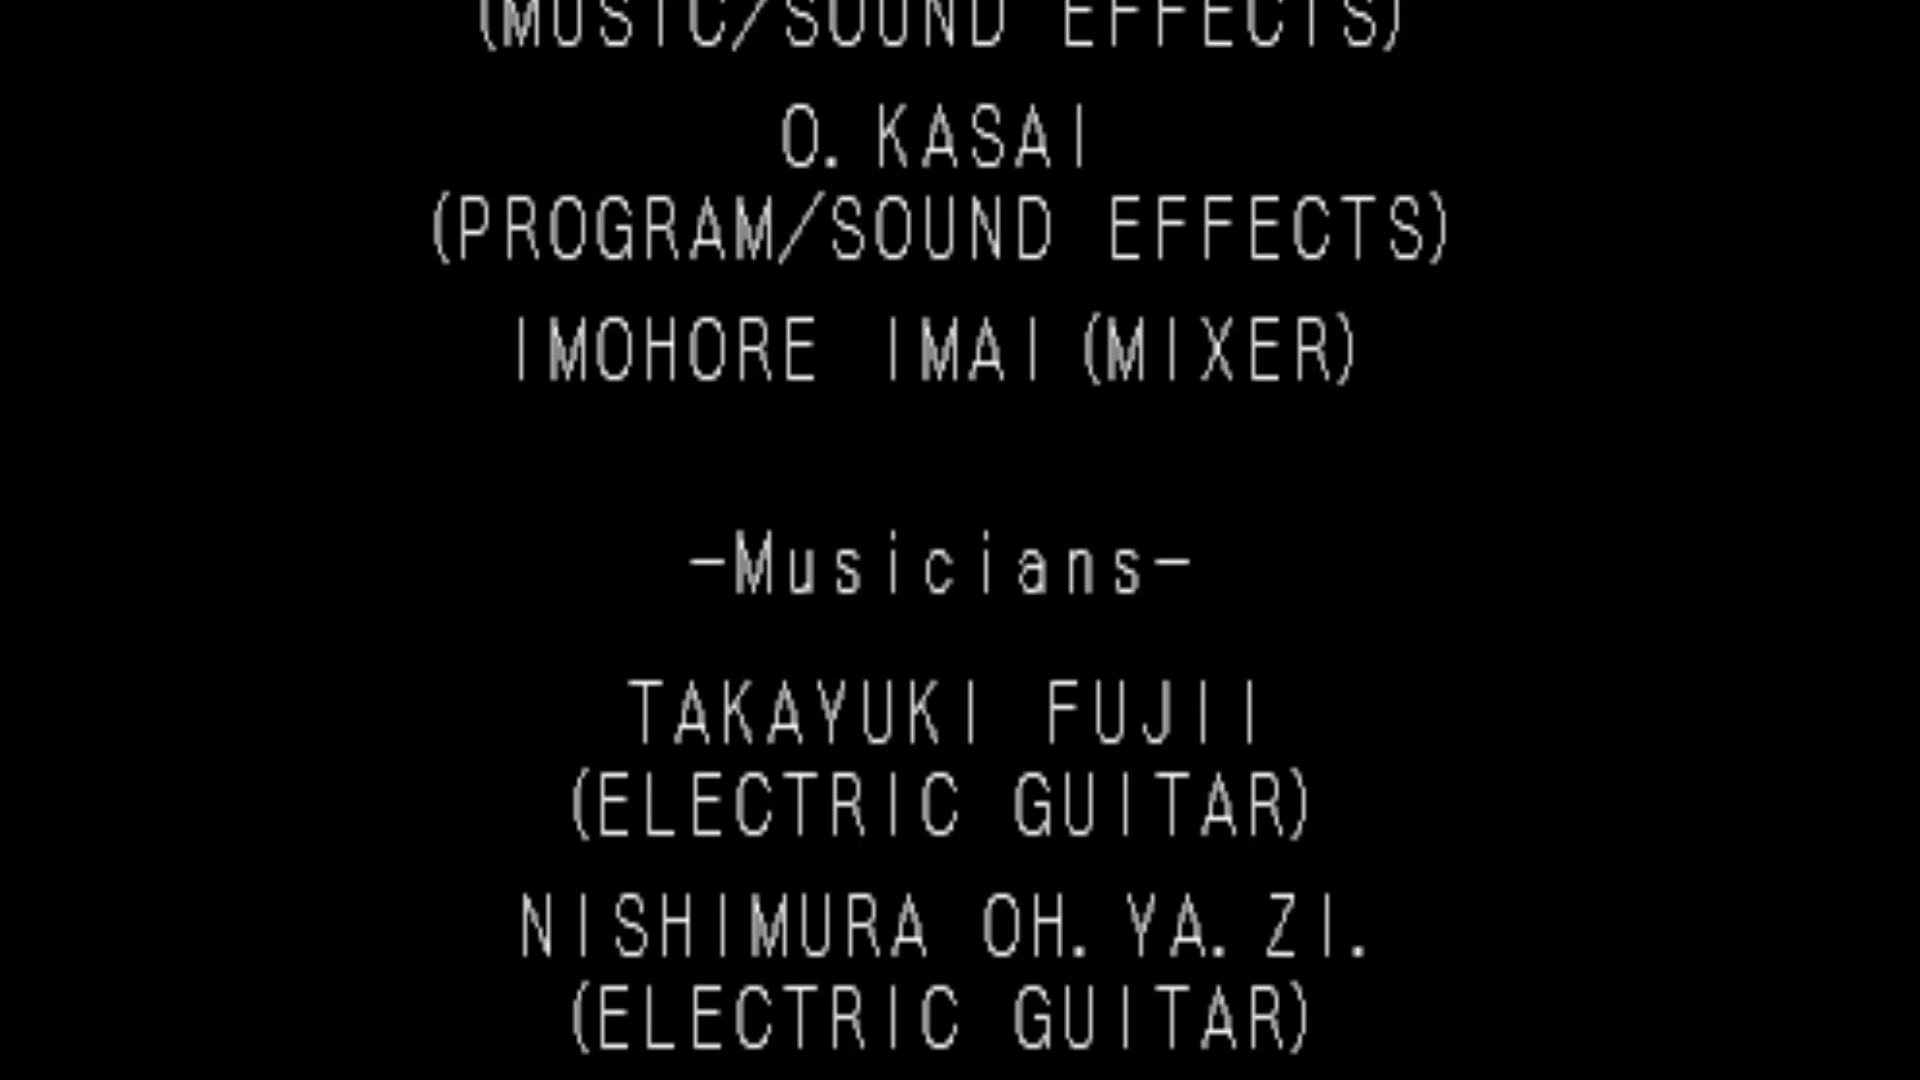 (MUSIC/SOUND EFFECTS)
O. KASAI
(PROGRAM/SOUND EFFECTS)
IMOHORE IMAI (MIXER)
-Musicians-
TAKAYUKI FUJII
(ELECTRIC GUITAR)
NISHIMURA OH. YA. ZI.
(ELECTRIC GUITAR)